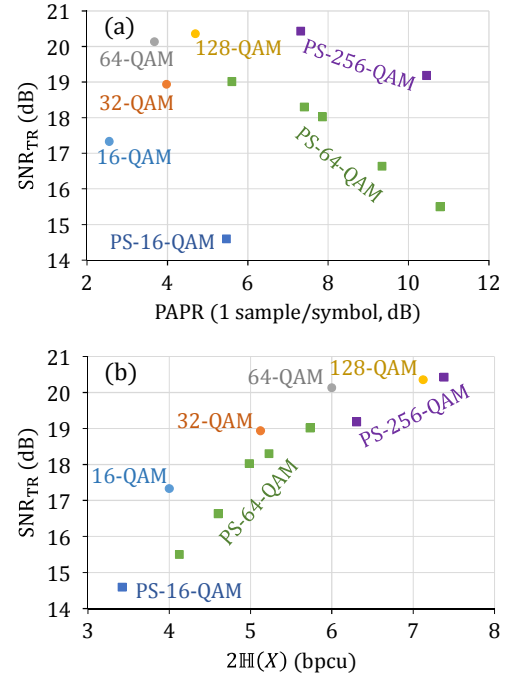 (a)
21
20
19
18
17
16
15
14
SNR_TR (dB)
64-QAM
128-QAM
PS-256-QAM
32-QAM
16-QAM
PS-64-QAM
PS-16-QAM
2 4 6 8 10 12
PAPR (1 sample/symbol, dB)
(b)
21
20
19
18
17
16
15
14
SNR_TR (dB)
64-QAM
128-QAM
PS-256-QAM
32-QAM
16-QAM
PS-64-QAM
PS-16-QAM
3 4 5 6 7 8
2ℍ(X) (bpcu)